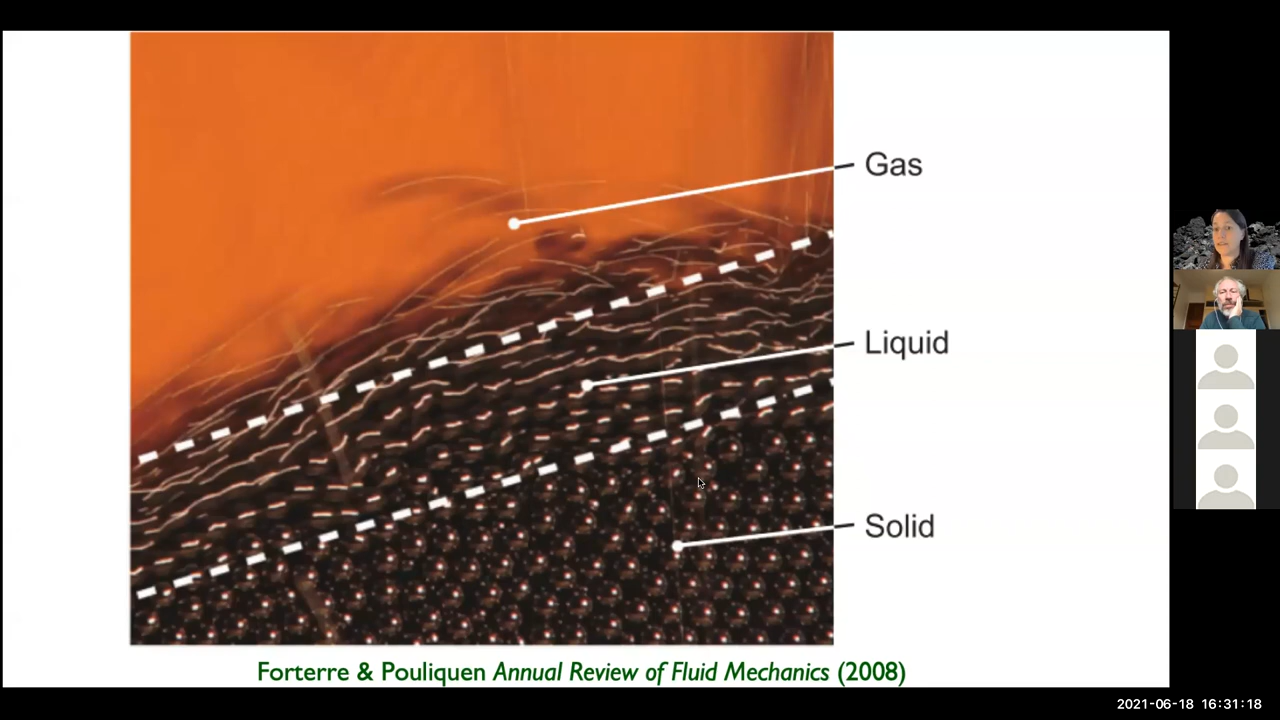 Gas
Liquid
Solid
Forterre & Pouliquen Annual Review of Fluid Mechanics (2008)
2021-06-18 16:31:18